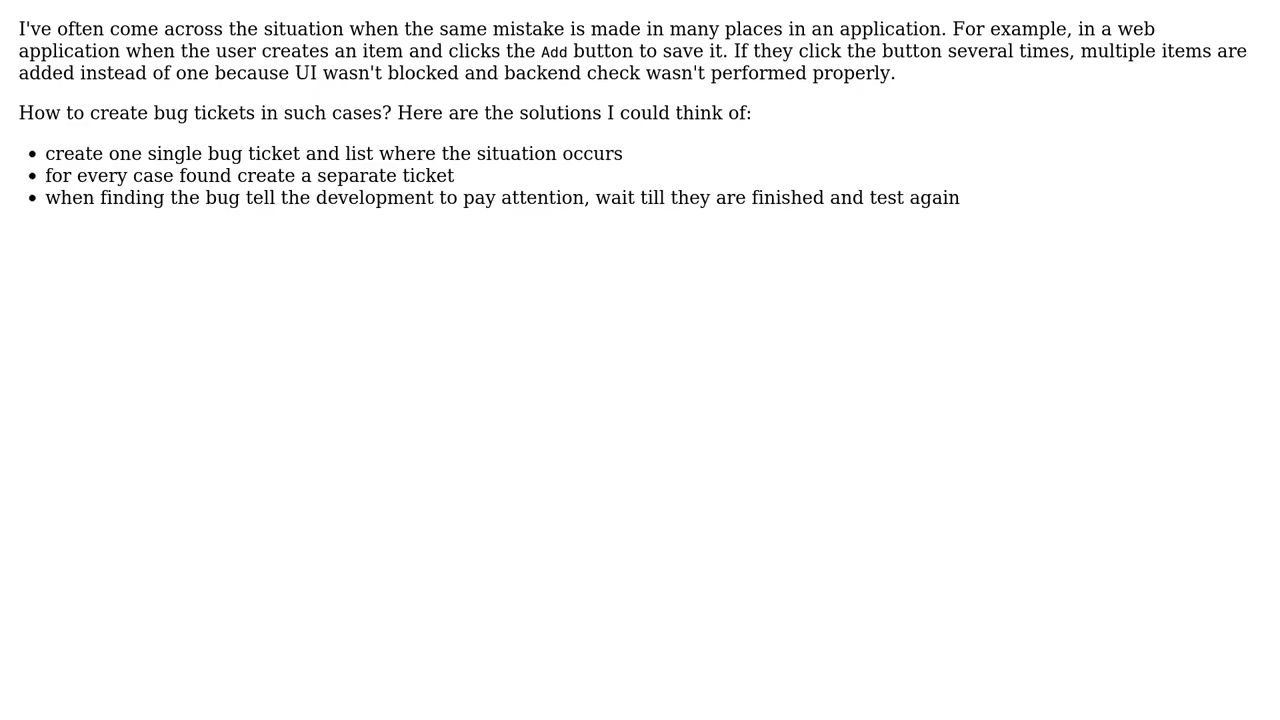 I've often come across the situation when the same mistake is made in many places in an application. For example, in a web
application when the user creates an item and clicks the Add button to save it. If they click the button several times, multiple items are
added instead of one because UI wasn't blocked and backend check wasn't performed properly.
How to create bug tickets in such cases? Here are the solutions I could think of:
• create one single bug ticket and list where the situation occurs
• for every case found create a separate ticket
• when finding the bug tell the development to pay attention, wait till they are finished and test again